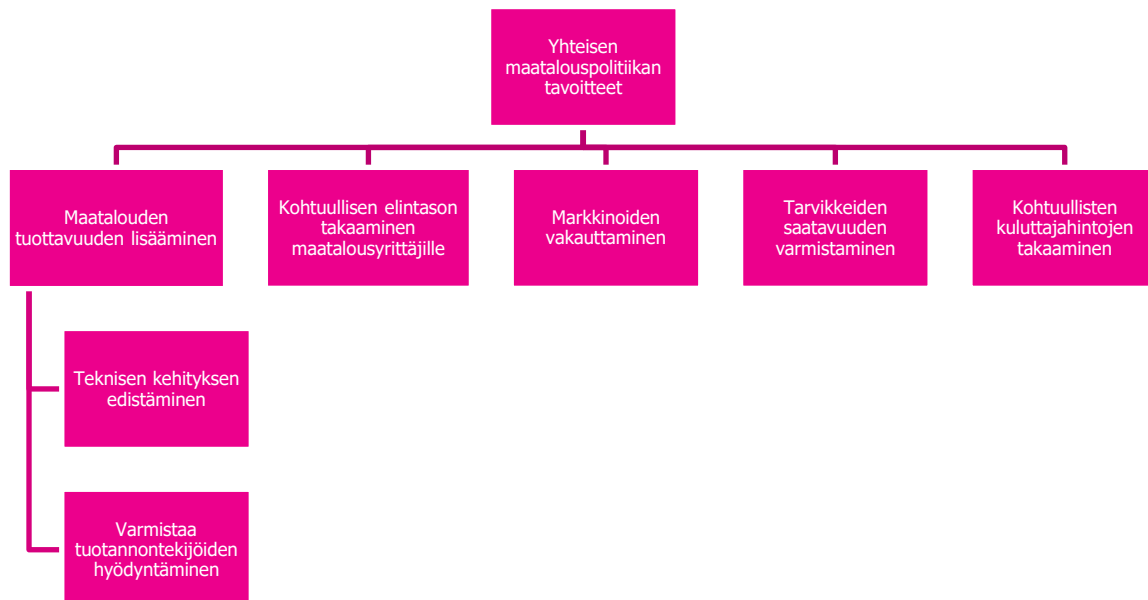 Yhteisen
maatalouspolitiikan
tavoitteet
Maatalouden
tuottavuuden lisääminen
Kohtuullisen elintason
takaaminen
maatalousyrittäjille
Markkinoiden
vakauttaminen
Tarvikkeiden
saatavuuden
varmistaminen
Kohtuullisten
kuluttajahintojen
takaaminen
Teknisen kehityksen
edistäminen
Varmistaa
tuotannontekijöiden
hyödyntäminen